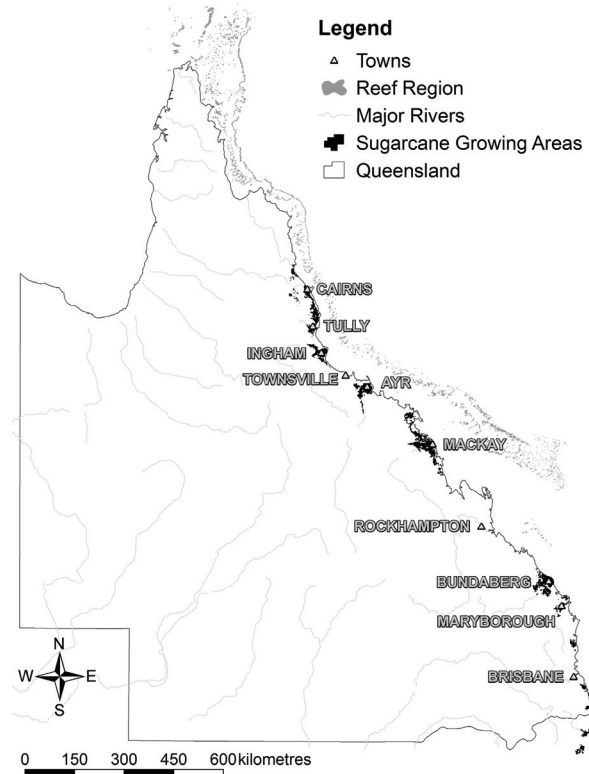 Legend
Towns
Reef Region
Major Rivers
Sugarcane Growing Areas
Queensland
CAIRNS
TULLY
INGHAM
TOWNSVILLE
AYR
MACKAY
ROCKHAMPTON
BUNDABERG
MARYBOROUGH
BRISBANE
N
W E
S
0 150 300 450 600 kilometres